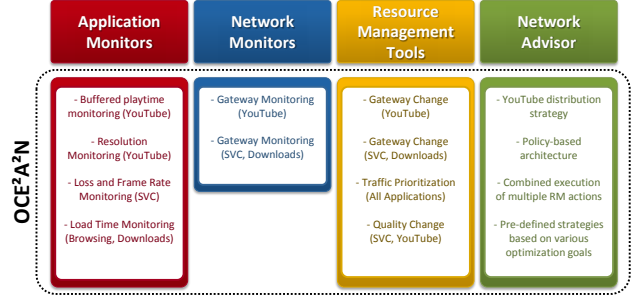 Application
Monitors
Network
Monitors
Resource
Management
Tools
Network
Advisor
OCE²A²N
- Buffered playtime
monitoring (YouTube)
- Resolution
Monitoring (YouTube)
- Loss and Frame Rate
Monitoring (SVC)
- Load Time Monitoring
(Browsing, Downloads)
- Gateway Monitoring
(YouTube)
- Gateway Monitoring
(SVC, Downloads)
- Gateway Change
(YouTube)
- Gateway Change
(SVC, Downloads)
- Traffic Prioritization
(All Applications)
- Quality Change
(SVC, YouTube)
- YouTube distribution
strategy
- Policy-based
architecture
- Combined execution
of multiple RM actions
- Pre-defined strategies
based on various
optimization goals